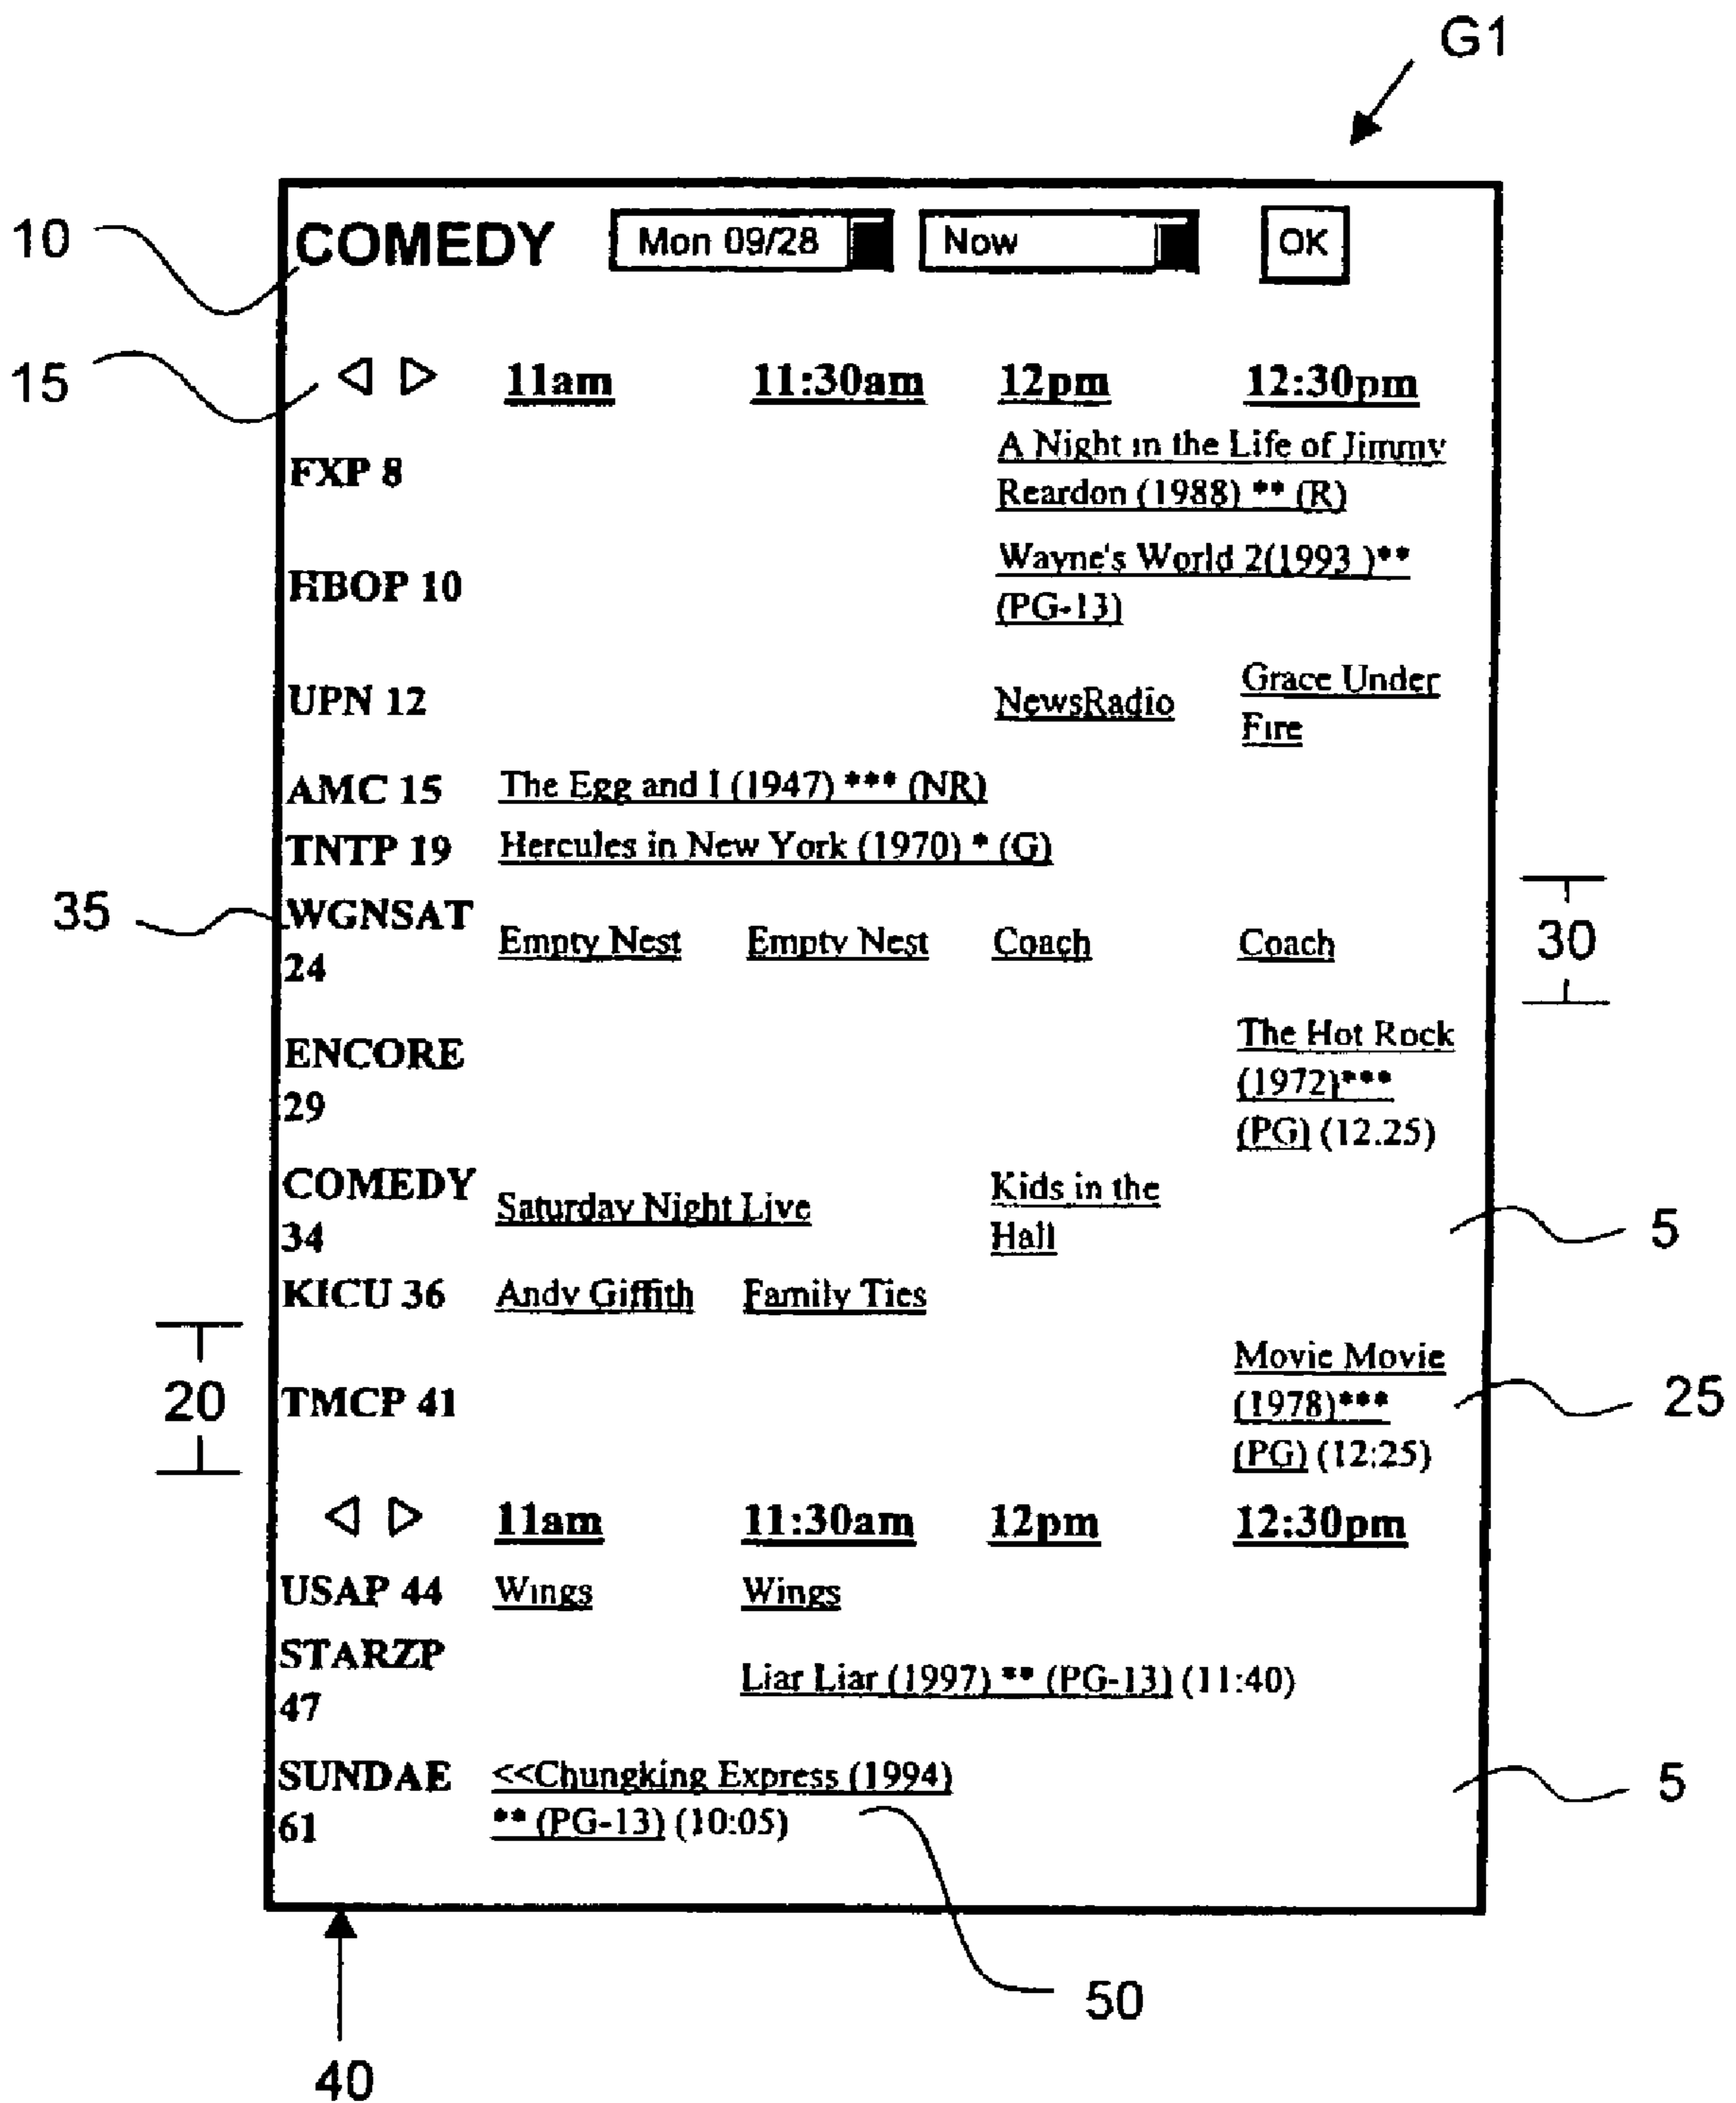 G1
10 COMEDY Mon 09/28 Now OK
15 11am 11:30am 12pm 12:30pm
FXP 8 A Night in the Life of Jimmy
Reardon (1988) ** (R)
HBOP 10 Wayne's World 2(1993 )**
(PG-13)
UPN 12 NewsRadio Grace Under
Fire
AMC 15 The Egg and I (1947) *** (NR)
TNTP 19 Hercules in New York (1970) * (G)
35 WGNSAT
24 Empty Nest Empty Nest Coach Coach 30
ENCORE
29 The Hot Rock
(1972)***
(PG) (12.25)
COMEDY
34 Saturday Night Live Kids in the
Hall 5
KICU 36 Andy Giffith Family Ties
20 TMCP 41 Movie Movie
(1978)*** 25
(PG) (12:25)
11am 11:30am 12pm 12:30pm
USAP 44 Wings Wings
STARZP
47 Liar Liar (1997) ** (PG-13) (11:40)
SUNDAE
61 <<Chungking Express (1994)
** (PG-13) (10:05) 5
50
40